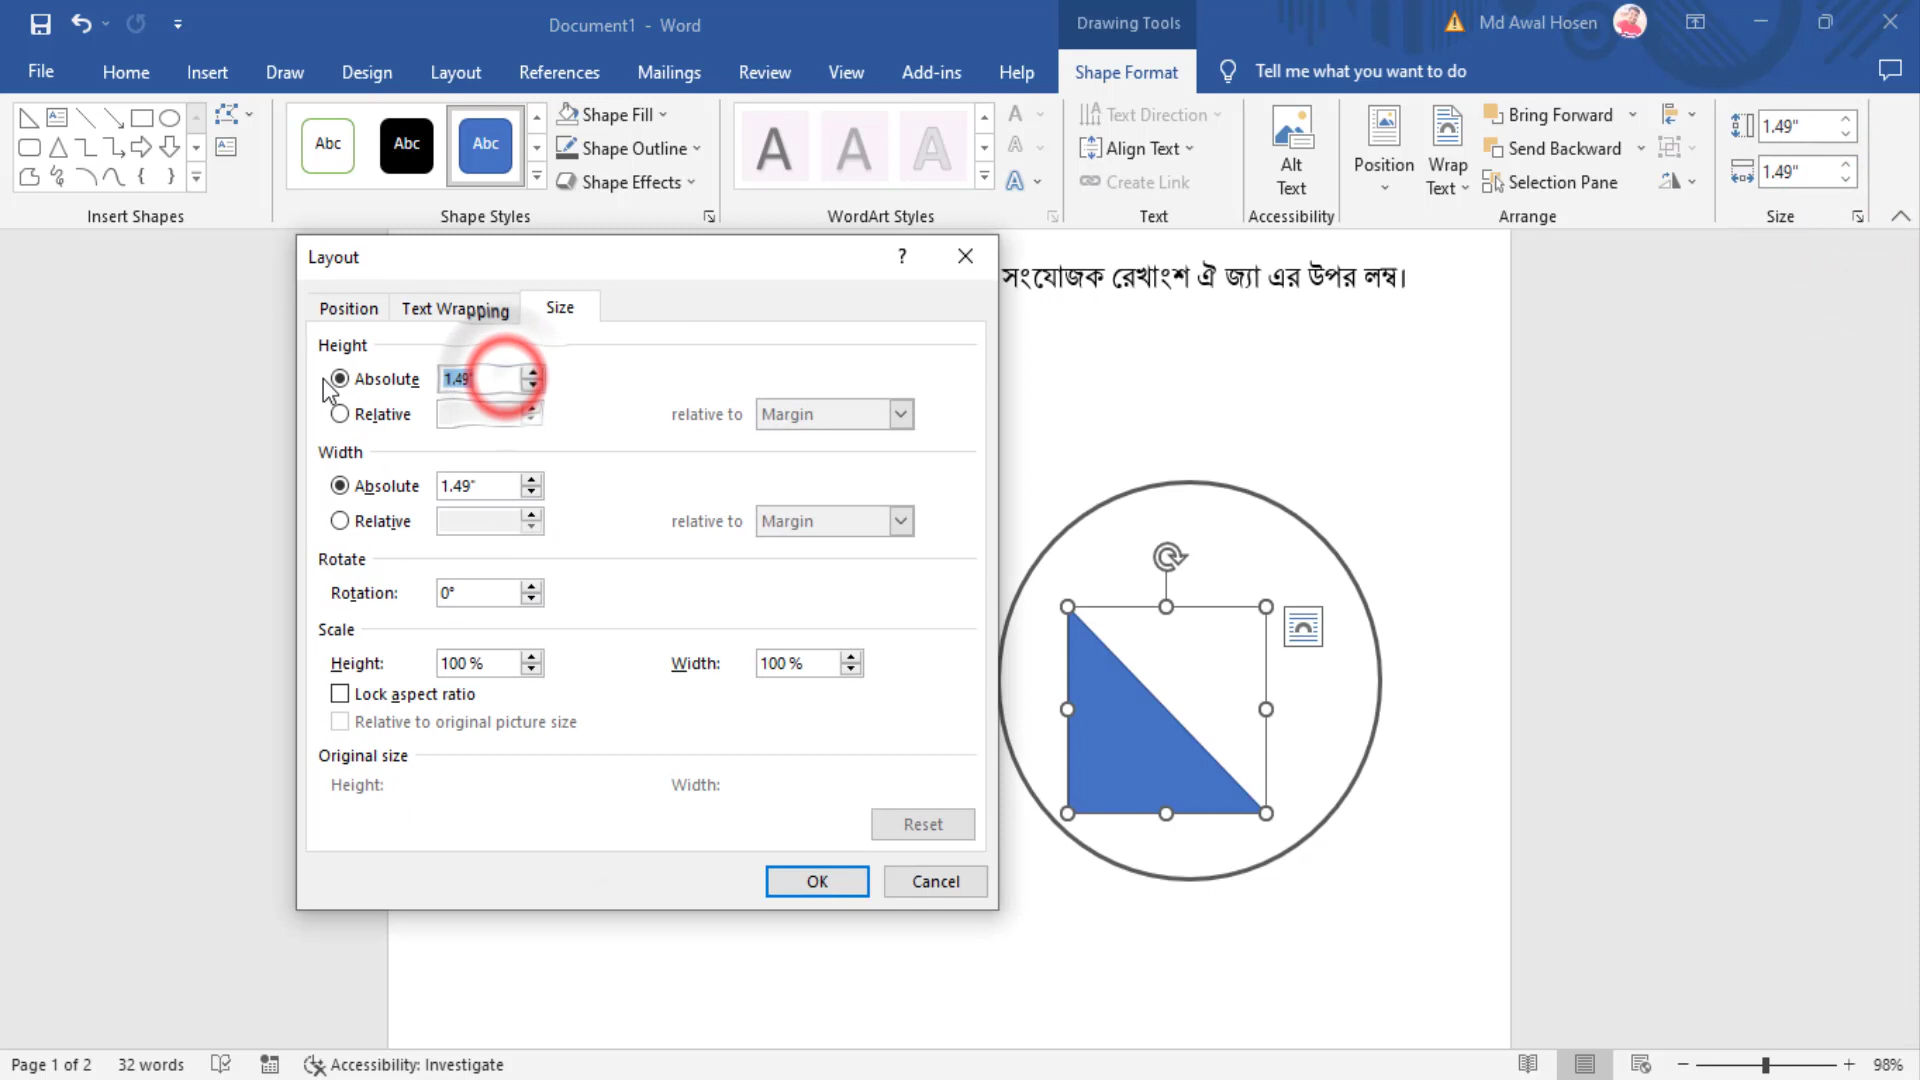 Document1 - Word
Drawing Tools
Md Awal Hosen
File Home Insert Draw Design Layout References Mailings Review View Add-ins Help Shape Format Tell me what you want to do
Abc Abc Abc
Shape Fill
Shape Outline
Shape Effects
A A A
Text Direction
Align Text
Create Link
Alt
Text
Position
Wrap
Text
Bring Forward
Send Backward
Selection Pane
1.49"
1.49"
Insert Shapes Shape Styles WordArt Styles Text Accessibility Arrange Size
Layout ?
Position Text Wrapping Size
সংযোজক রেখাংশ ঐ জ্যা এর উপর লম্ব।
Height
Absolute 1.49"
Relative relative to Margin
Width
Absolute 1.49"
Relative relative to Margin
Rotate
Rotation: 0°
Scale
Height: 100 % Width: 100 %
Lock aspect ratio
Relative to original picture size
Original size
Height: Width:
Reset
OK Cancel
Page 1 of 2 32 words Accessibility: Investigate 98%